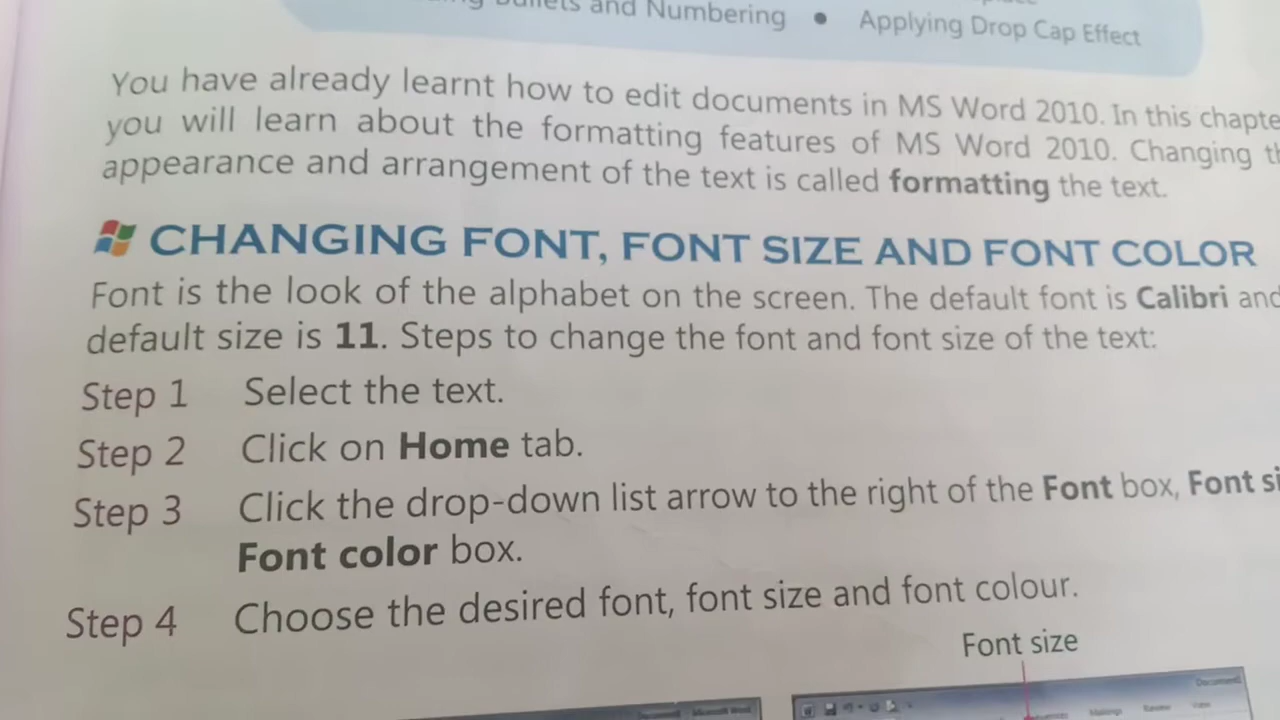 Bullets and Numbering • Applying Drop Cap Effect
You have already learnt how to edit documents in MS Word 2010. In this chapte
you will learn about the formatting features of MS Word 2010. Changing th
appearance and arrangement of the text is called formatting the text.
CHANGING FONT, FONT SIZE AND FONT COLOR
Font is the look of the alphabet on the screen. The default font is Calibri and
default size is 11. Steps to change the font and font size of the text:
Step 1 Select the text.
Step 2 Click on Home tab.
Step 3 Click the drop-down list arrow to the right of the Font box, Font si
Font color box.
Step 4 Choose the desired font, font size and font colour.
Font size
Microsoft Word
Mailings Review View